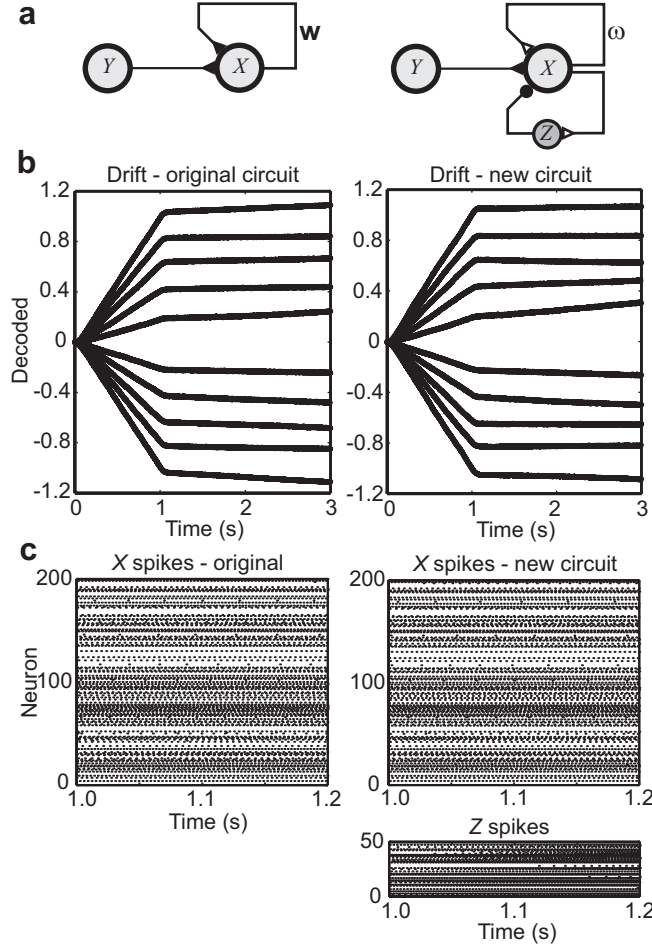 a
Y
X
w
Y
X
ω
Z
b
Drift - original circuit
Drift - new circuit
1.2
0.8
0.4
0
-0.4
-0.8
-1.2
Decoded
0 1 2 3
Time (s)
1.2
0.8
0.4
0
-0.4
-0.8
-1.2
0 1 2 3
Time (s)
c
X spikes - original
X spikes - new circuit
200
100
0
Neuron
1.0 1.1 1.2
Time (s)
200
100
0
1.0 1.1 1.2
Z spikes
50
0
1.0 1.1 1.2
Time (s)